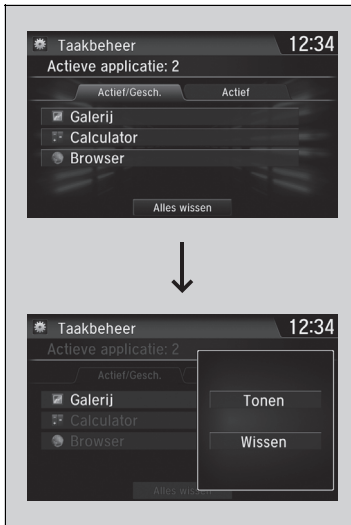 Taakbeheer 12:34
Actieve applicatie: 2
Actief/Gesch. Actief
Galerij
Calculator
Browser
Alles wissen
Taakbeheer 12:34
Actieve applicatie: 2
Actief/Gesch.
Galerij Tonen
Calculator
Browser Wissen
Alles wissen